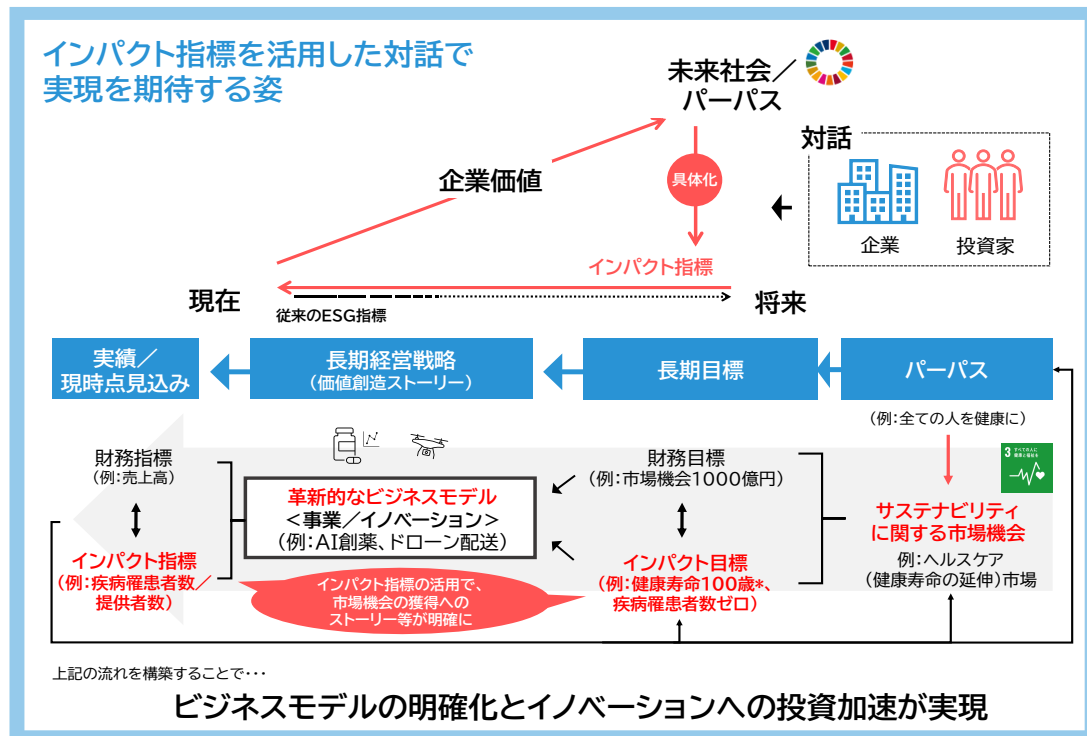 インパクト指標を活用した対話で
実現を期待する姿
未来社会／
パーパス
対話
企業価値
具体化
企業
投資家
インパクト指標
現在
将来
従来のESG指標
実績／
現時点見込み
長期経営戦略
（価値創造ストーリー）
長期目標
パーパス
（例：全ての人を健康に）
財務指標
（例：売上高）
財務目標
（例：市場機会1000億円）
3 すべての人に
健康と福祉を
革新的なビジネスモデル
＜事業／イノベーション＞
（例：AI創薬、ドローン配送）
サステナビリティ
に関する市場機会
例：ヘルスケア
（健康寿命の延伸）市場
インパクト指標
（例：疾病罹患者数／
提供者数）
インパクト目標
（例：健康寿命100歳*、
疾病罹患者数ゼロ）
インパクト指標の活用で、
市場機会の獲得への
ストーリー等が明確に
上記の流れを構築することで・・・
ビジネスモデルの明確化とイノベーションへの投資加速が実現